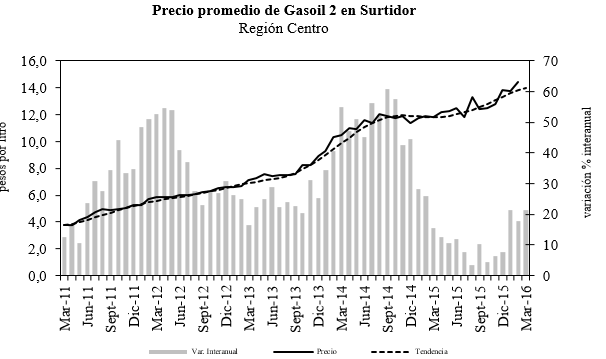 Precio promedio de Gasoil 2 en Surtidor
Región Centro
pesos por litro
16,0
14,0
12,0
10,0
8,0
6,0
4,0
2,0
0,0
70
60
50
40
30
20
10
0
variación % interanual
Mar-11
Jun-11
Sept-11
Dic-11
Mar-12
Jun-12
Sept-12
Dic-12
Mar-13
Jun-13
Sept-13
Dic-13
Mar-14
Jun-14
Sept-14
Dic-14
Mar-15
Jun-15
Sept-15
Dic-15
Mar-16
Var. Interanual
Precio
Tendencia